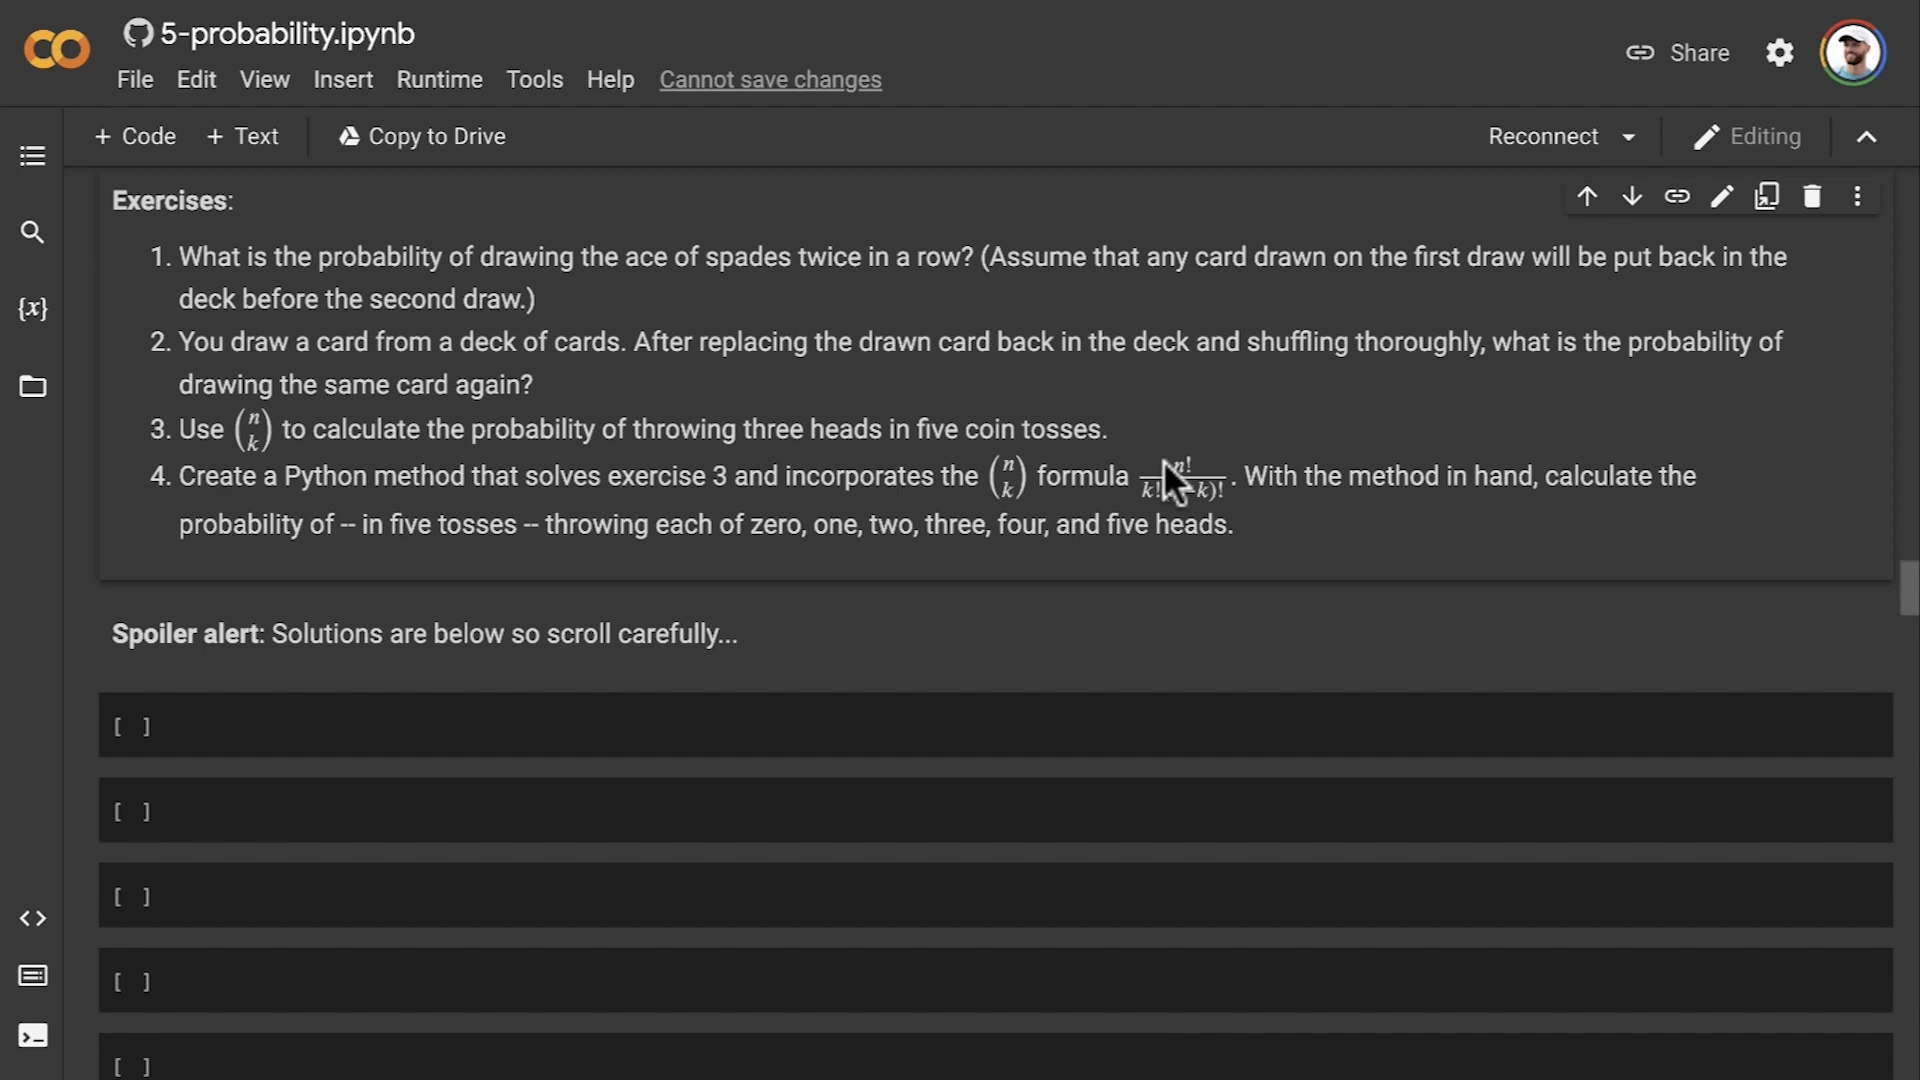 5-probability.ipynb
File Edit View Insert Runtime Tools Help Cannot save changes
Share
+ Code + Text Copy to Drive
Reconnect Editing
Exercises:
1. What is the probability of drawing the ace of spades twice in a row? (Assume that any card drawn on the first draw will be put back in the
deck before the second draw.)
2. You draw a card from a deck of cards. After replacing the drawn card back in the deck and shuffling thoroughly, what is the probability of
drawing the same card again?
3. Use (n k) to calculate the probability of throwing three heads in five coin tosses.
4. Create a Python method that solves exercise 3 and incorporates the (n k) formula n! k! k)! . With the method in hand, calculate the
probability of -- in five tosses -- throwing each of zero, one, two, three, four, and five heads.
Spoiler alert: Solutions are below so scroll carefully...
[ ]
[ ]
[ ]
[ ]
[ ]
{x}